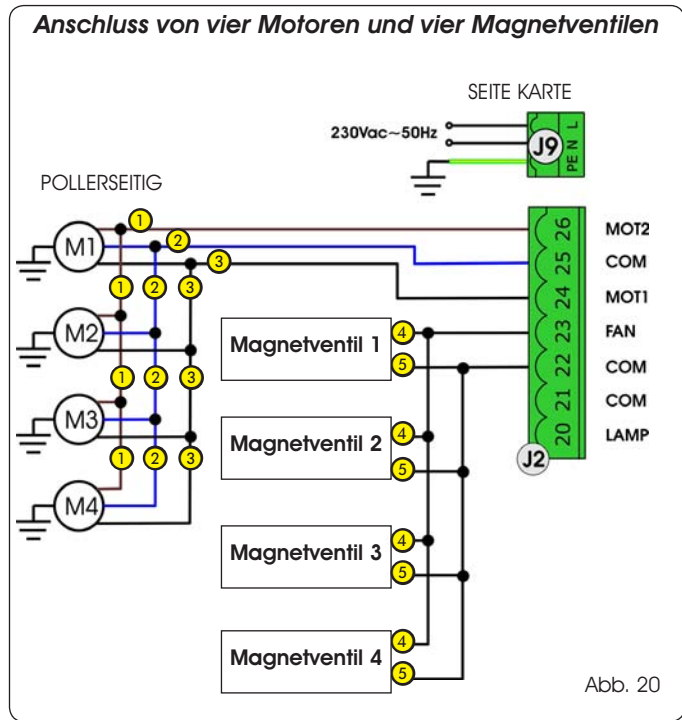 Anschluss von vier Motoren und vier Magnetventilen
SEITE KARTE
230Vac~50Hz
J9
PE N L
POLLERSEITIG
M1
M2
M3
M4
1
2
3
1 2 3
1 2 3
1 2 3
26 MOT2
25 COM
24 MOT1
23 FAN
22 COM
21 COM
20 LAMP
J2
Magnetventil 1
4
5
Magnetventil 2
4
5
Magnetventil 3
4
5
Magnetventil 4
4
5
Abb. 20